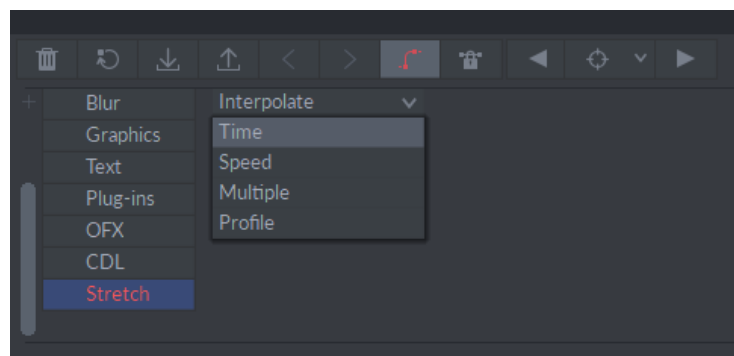 Blur
Interpolate
Graphics
Time
Text
Speed
Plug-ins
Multiple
OFX
Profile
CDL
Stretch